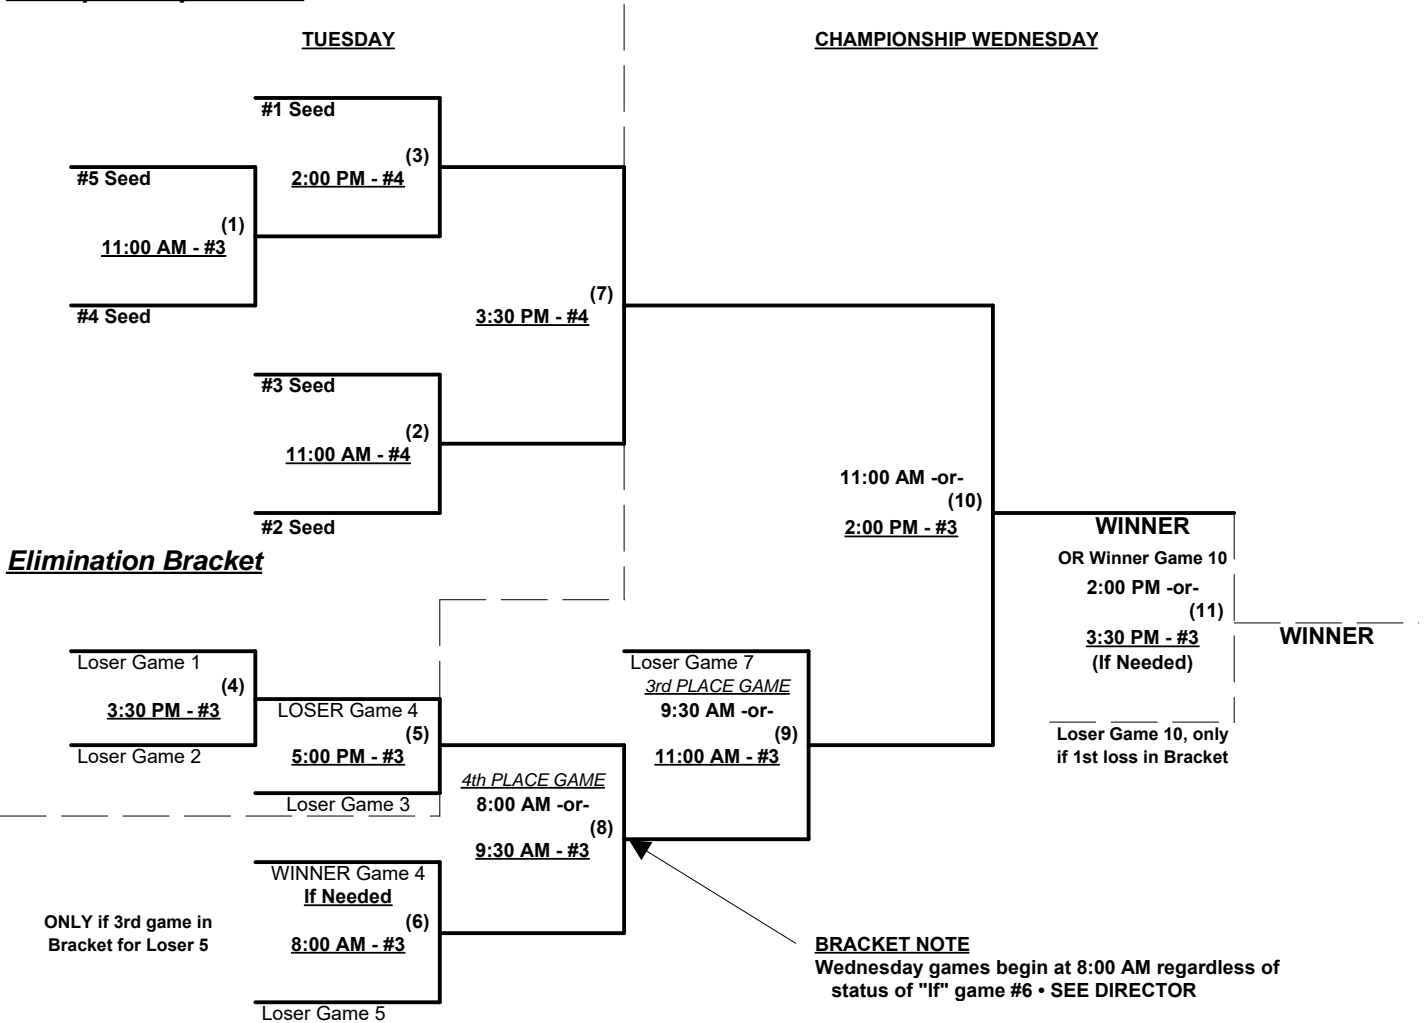 TUESDAY
CHAMPIONSHIP WEDNESDAY
#1 Seed
(3)
2:00 PM - #4
#5 Seed
(1)
11:00 AM - #3
#4 Seed
(7)
3:30 PM - #4
#3 Seed
(2)
11:00 AM - #4
#2 Seed
11:00 AM -or-
(10)
2:00 PM - #3
WINNER
OR Winner Game 10
2:00 PM -or-
(11)
3:30 PM - #3
(If Needed)
WINNER
Loser Game 10, only
if 1st loss in Bracket
Elimination Bracket
Loser Game 1
(4)
3:30 PM - #3
Loser Game 2
LOSER Game 4
(5)
5:00 PM - #3
Loser Game 3
Loser Game 7
3rd PLACE GAME
9:30 AM -or-
(9)
11:00 AM - #3
4th PLACE GAME
8:00 AM -or-
(8)
9:30 AM - #3
WINNER Game 4
If Needed
(6)
8:00 AM - #3
Loser Game 5
ONLY if 3rd game in
Bracket for Loser 5
BRACKET NOTE
Wednesday games begin at 8:00 AM regardless of
status of "If" game #6 • SEE DIRECTOR